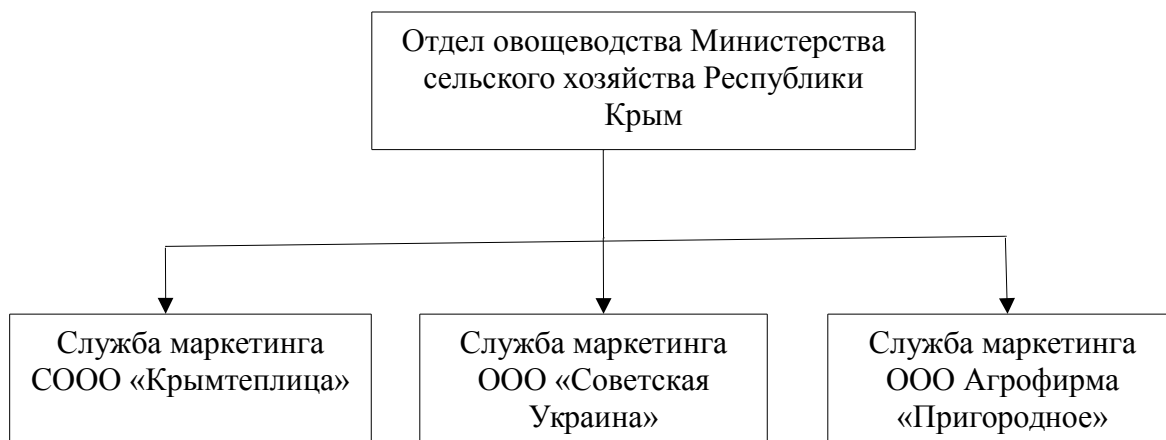 Отдел овощеводства Министерства
сельского хозяйства Республики
Крым
Служба маркетинга
СООО «Крымтеплица»
Служба маркетинга
ООО «Советская
Украина»
Служба маркетинга
ООО Агрофирма
«Пригородное»